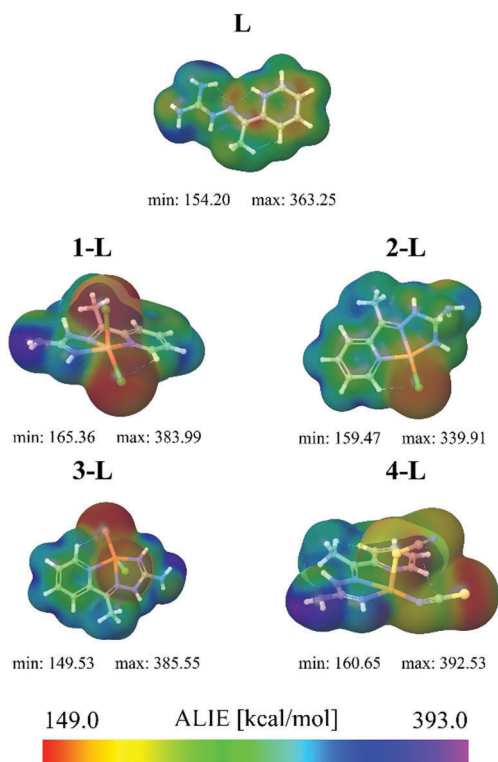 L
min: 154.20 max: 363.25
1-L 2-L
min: 165.36 max: 383.99 min: 159.47 max: 339.91
3-L 4-L
min: 149.53 max: 385.55 min: 160.65 max: 392.53
149.0 ALIE [kcal/mol] 393.0